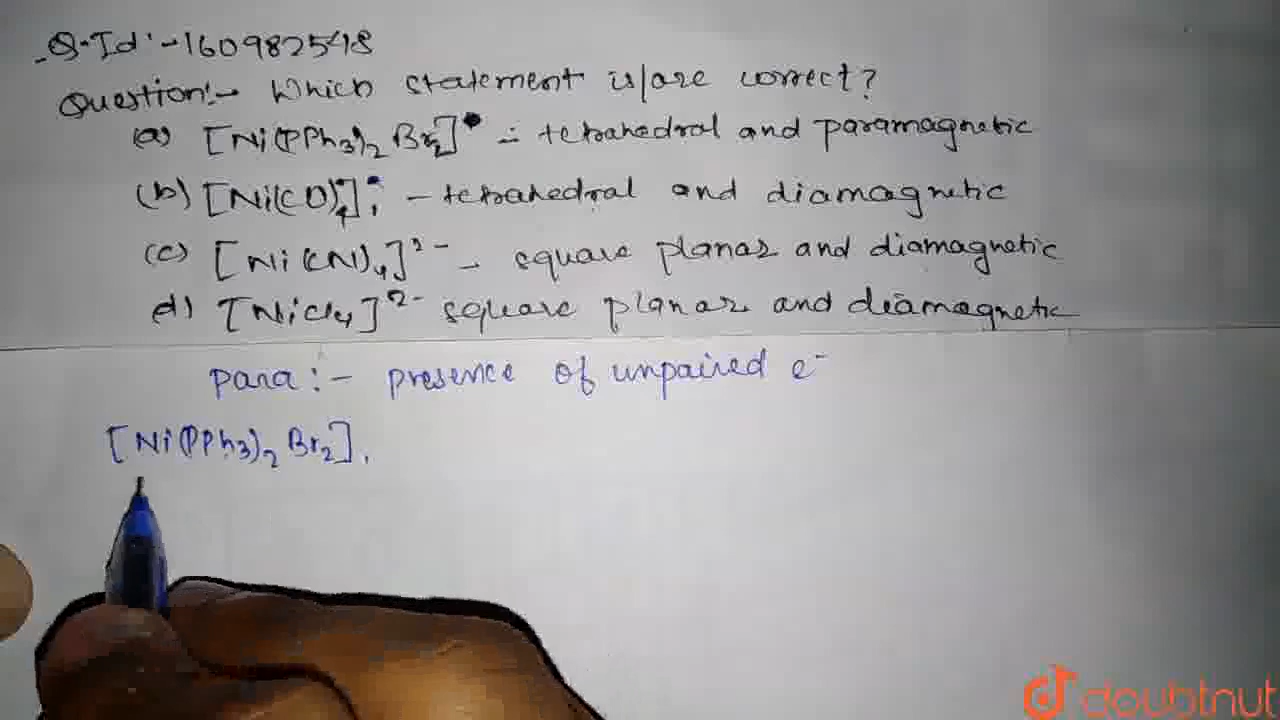 Q.Id :- 160982548
Question:- Which statement is/are correct?
(a) [Ni(PPh3)2 Br2] :- tetrahedral and paramagnetic
(b) [Ni(CO)4]; - tetrahedral and diamagnetic
(c) [Ni(CN)4]2- - square planar and diamagnetic
d) [NiCl4]2- square planar and diamagnetic
para :- presence of unpaired e-
[Ni(PPh3)2 Br2],
doubtnut